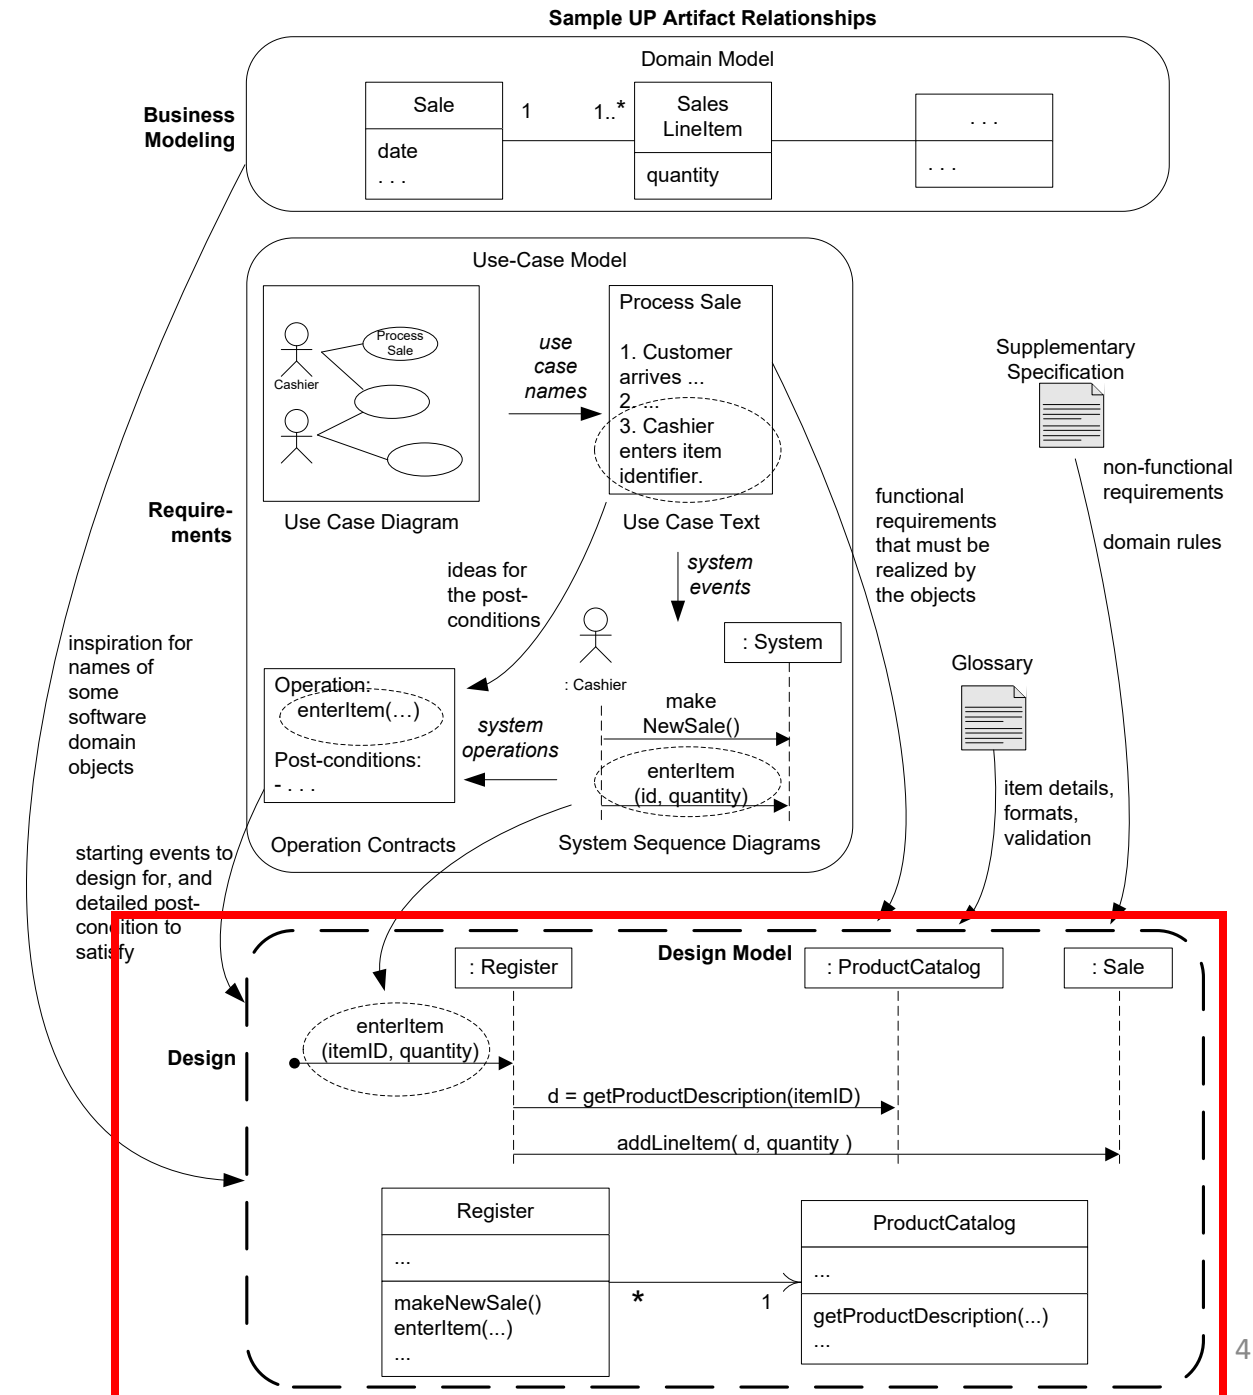 Sample UP Artifact Relationships
Domain Model
Business
Modeling
Sale
1
1..*
Sales
LineItem
. . .
date
. . .
quantity
. . .
Use-Case Model
Process
Sale
Cashier
use
case
names
Process Sale
1. Customer
arrives ...
2. ...
3. Cashier
enters item
identifier.
Supplementary
Specification
non-functional
requirements
domain rules
functional
requirements
that must be
realized by
the objects
Require-
ments
Use Case Diagram
Use Case Text
ideas for
the post-
conditions
system
events
inspiration for
names of
some
software
domain
objects
: System
: Cashier
Glossary
Operation:
enterItem(…)
Post-conditions:
- . . .
system
operations
make
NewSale()
enterItem
(id, quantity)
item details,
formats,
validation
Operation Contracts
System Sequence Diagrams
starting events to
design for, and
detailed post-
condition to
satisfy
Design Model
: Register
: ProductCatalog
: Sale
Design
enterItem
(itemID, quantity)
d = getProductDescription(itemID)
addLineItem( d, quantity )
Register
...
makeNewSale()
enterItem(...)
...
*
1
ProductCatalog
...
getProductDescription(...)
...
4